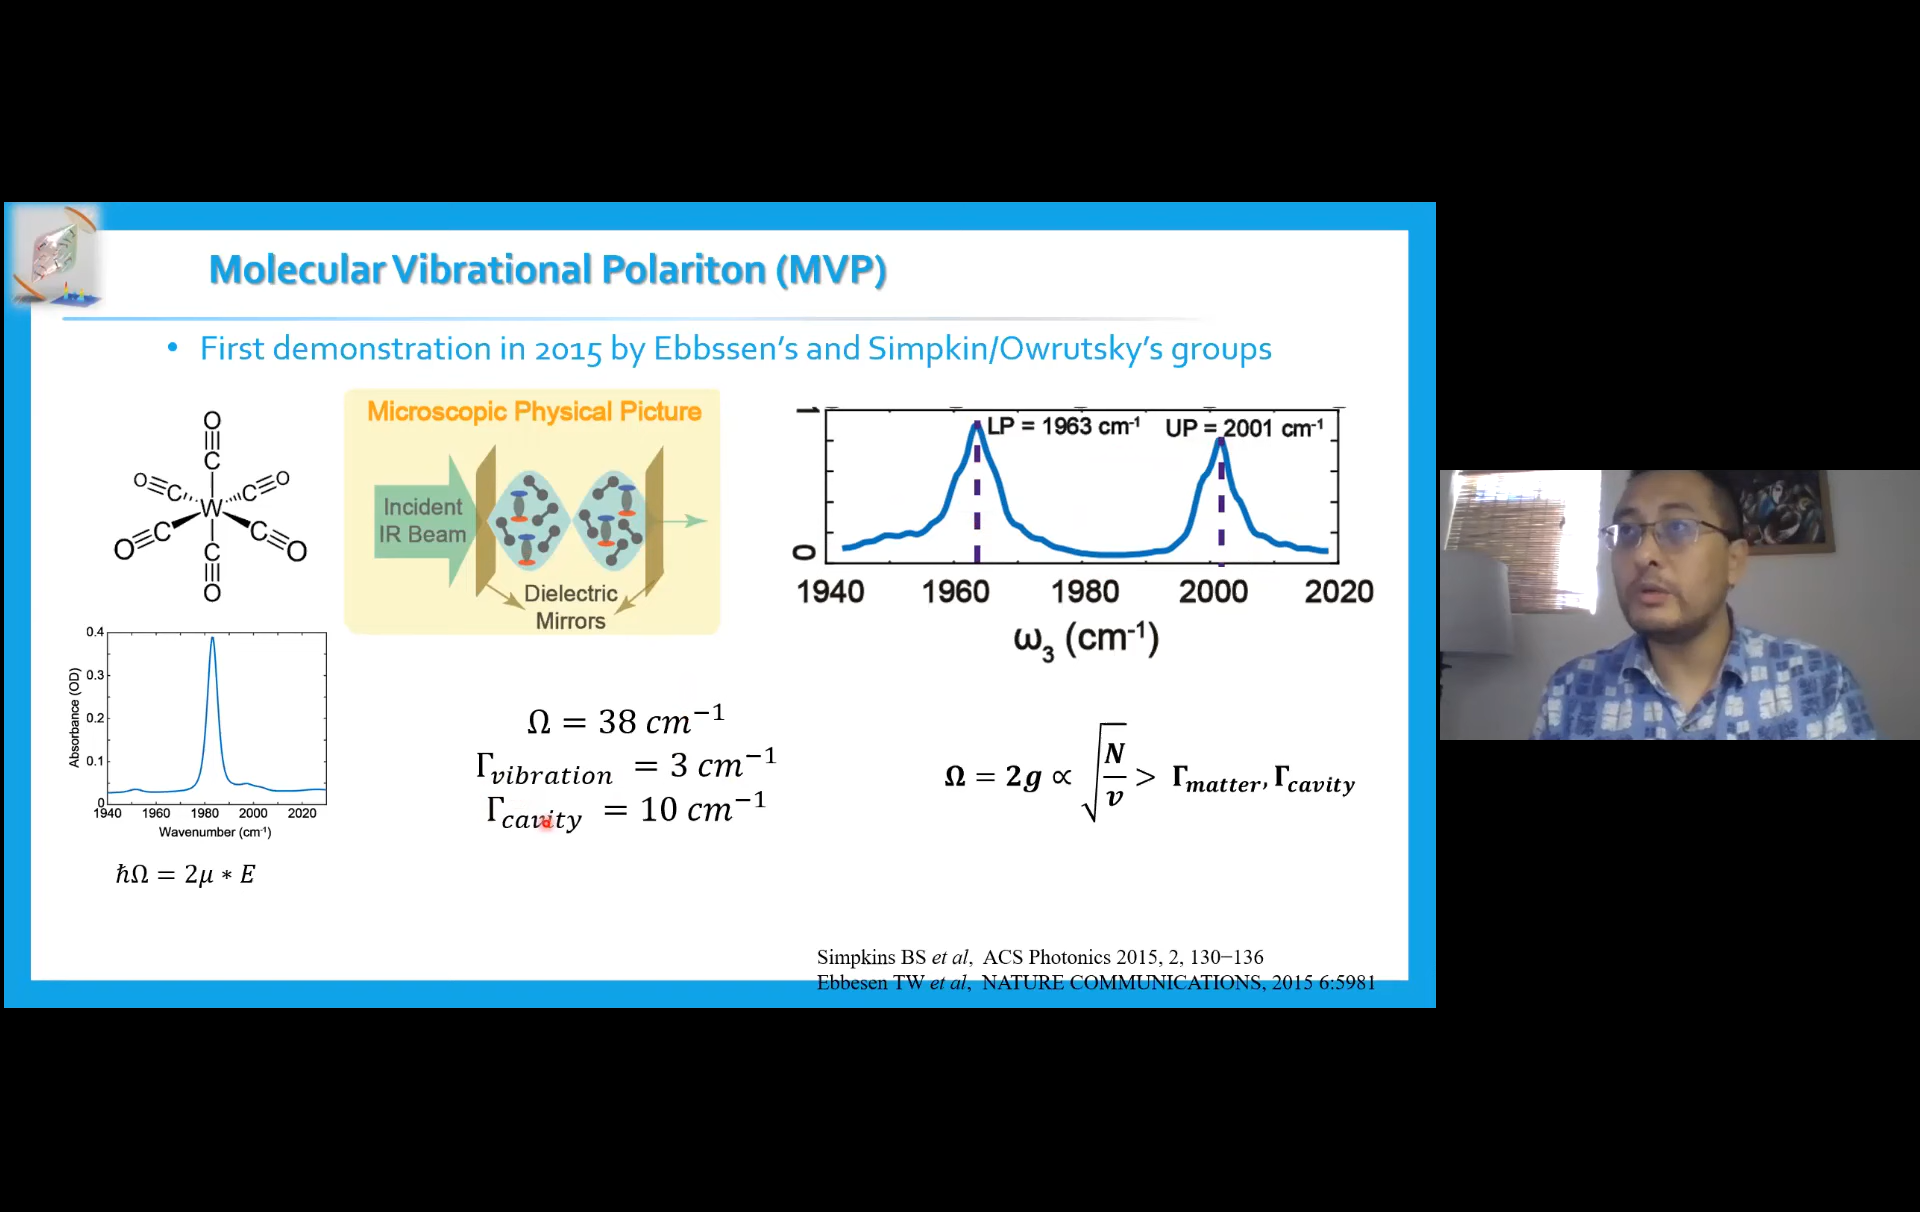 Molecular Vibrational Polariton (MVP)
• First demonstration in 2015 by Ebbssen's and Simpkin/Owrutsky's groups
O
C
O≡C
C≡O
W
O≡C
C≡O
C
O
Microscopic Physical Picture
Incident
IR Beam
Dielectric
Mirrors
1
LP = 1963 cm⁻¹ UP = 2001 cm⁻¹
0
1940 1960 1980 2000 2020
ω₃ (cm⁻¹)
0.4
0.3
0.2
0.1
0
Absorbance (OD)
1940 1960 1980 2000 2020
Wavenumber (cm⁻¹)
ħΩ = 2μ * E
Ω = 38 cm⁻¹
Γvibration = 3 cm⁻¹
Γcavity = 10 cm⁻¹
Ω = 2g ∝ √(N/v) > Γmatter, Γcavity
Simpkins BS et al, ACS Photonics 2015, 2, 130−136
Ebbesen TW et al, NATURE COMMUNICATIONS, 2015 6:5981